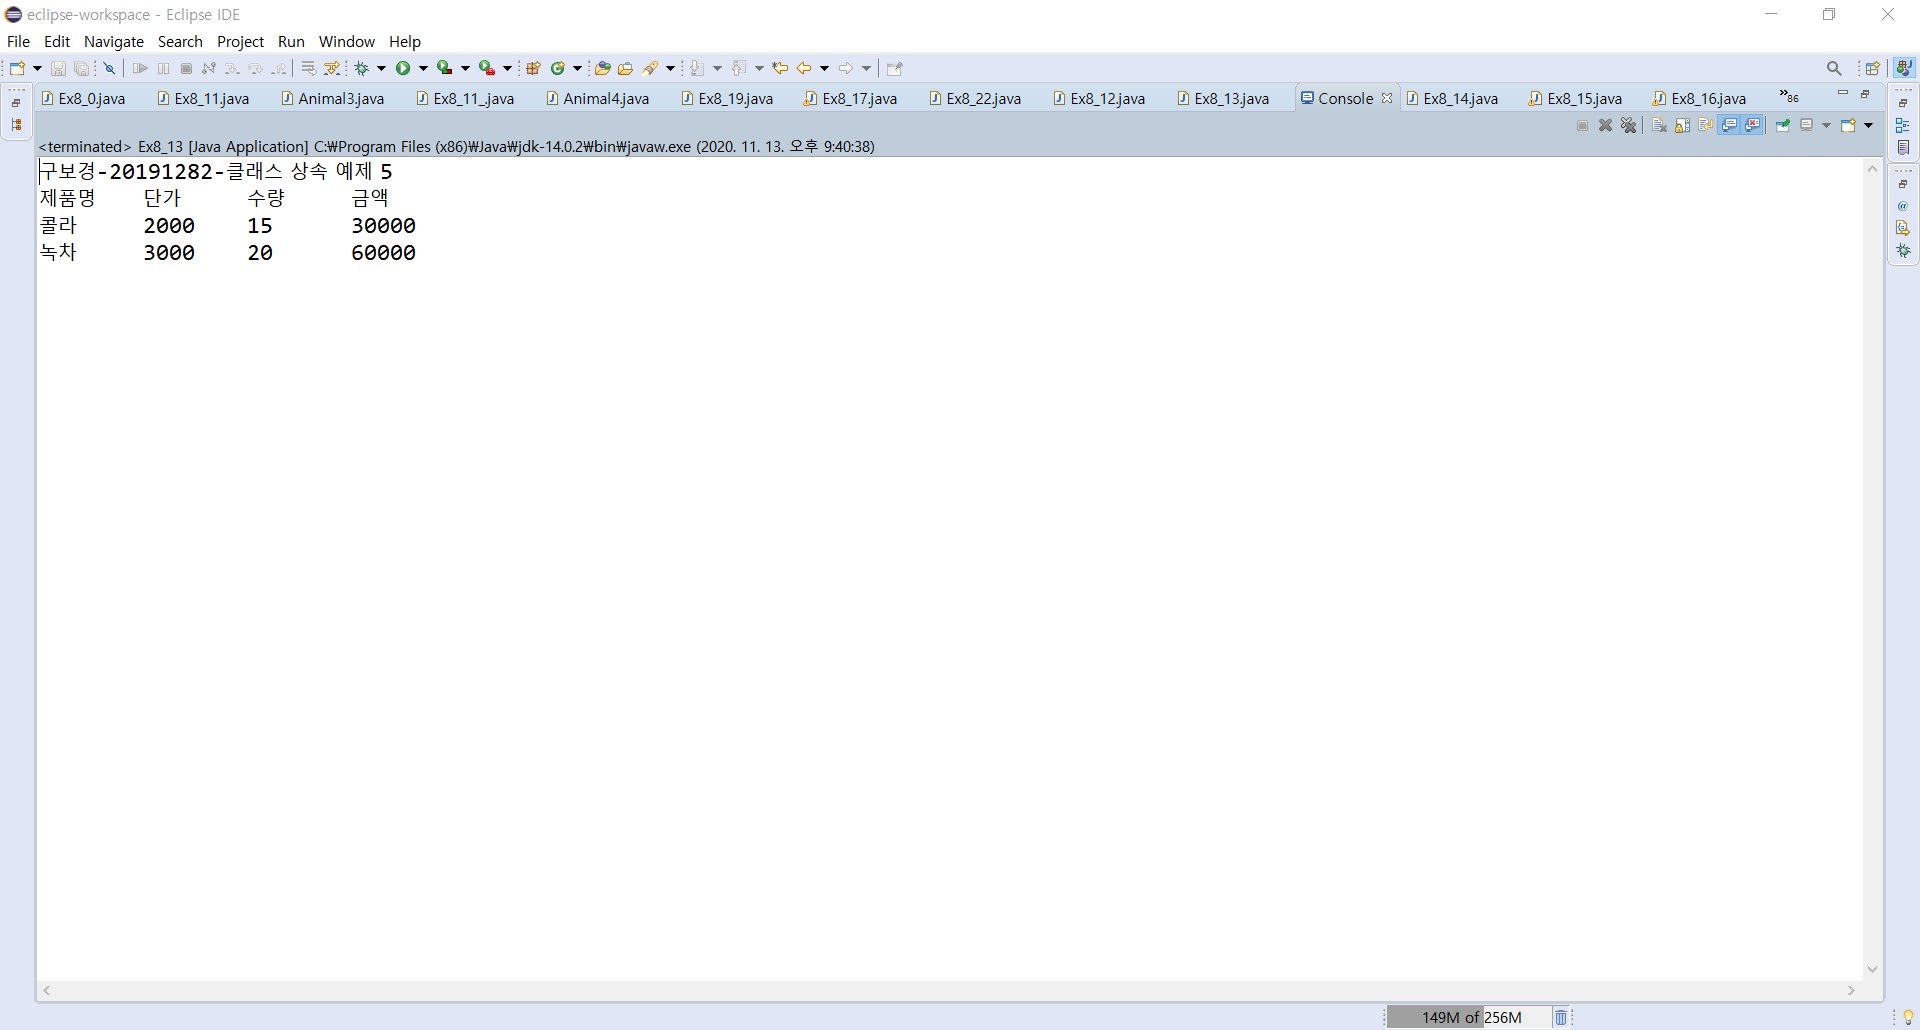 eclipse-workspace - Eclipse IDE
File Edit Navigate Search Project Run Window Help
Ex8_0.java Ex8_11.java Animal3.java Ex8_11_.java Animal4.java Ex8_19.java Ex8_17.java Ex8_22.java Ex8_12.java Ex8_13.java Console Ex8_14.java Ex8_15.java Ex8_16.java »86
<terminated> Ex8_13 [Java Application] C:₩Program Files (x86)₩Java₩jdk-14.0.2₩bin₩javaw.exe (2020. 11. 13. 오후 9:40:38)
구보경-20191282-클래스 상속 예제 5
제품명 단가 수량 금액
콜라 2000 15 30000
녹차 3000 20 60000
149M of 256M